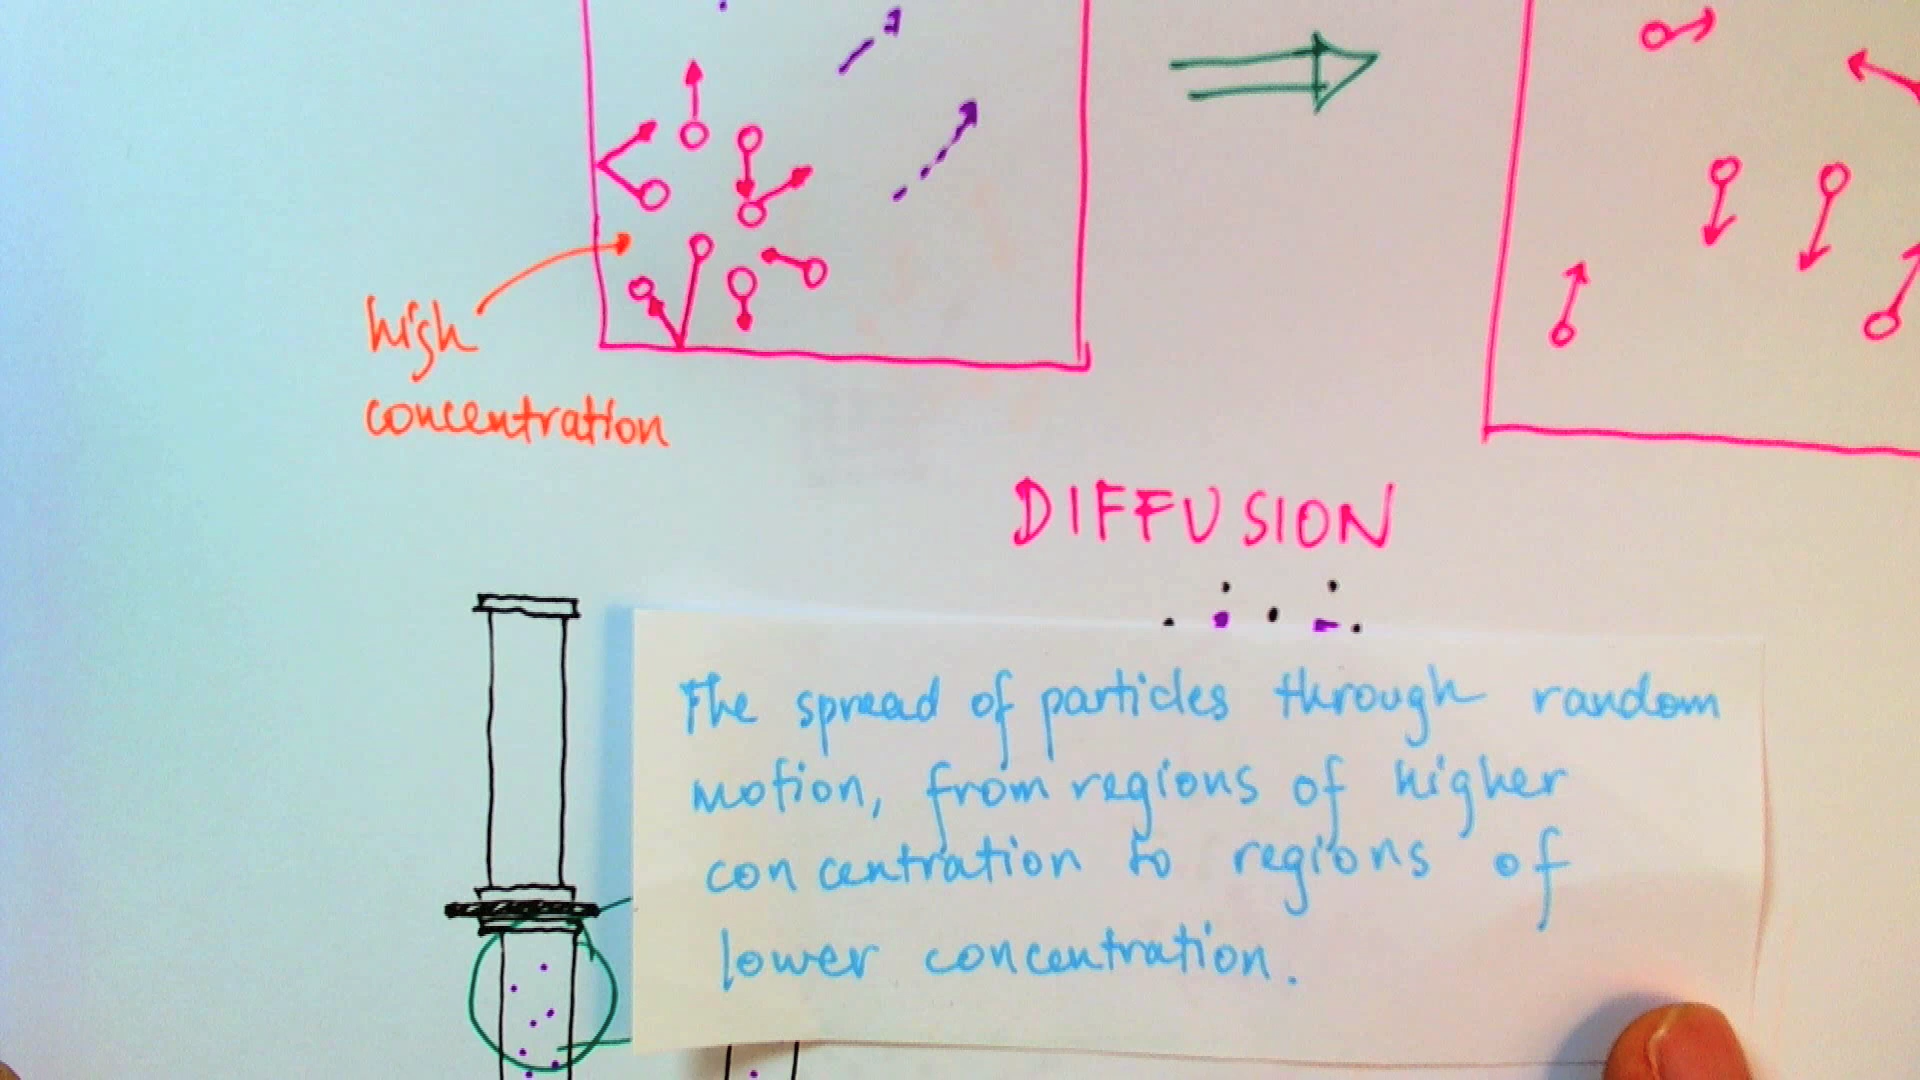 high
concentration
DIFFUSION
The spread of particles through random
motion, from regions of higher
concentration to regions of
lower concentration.